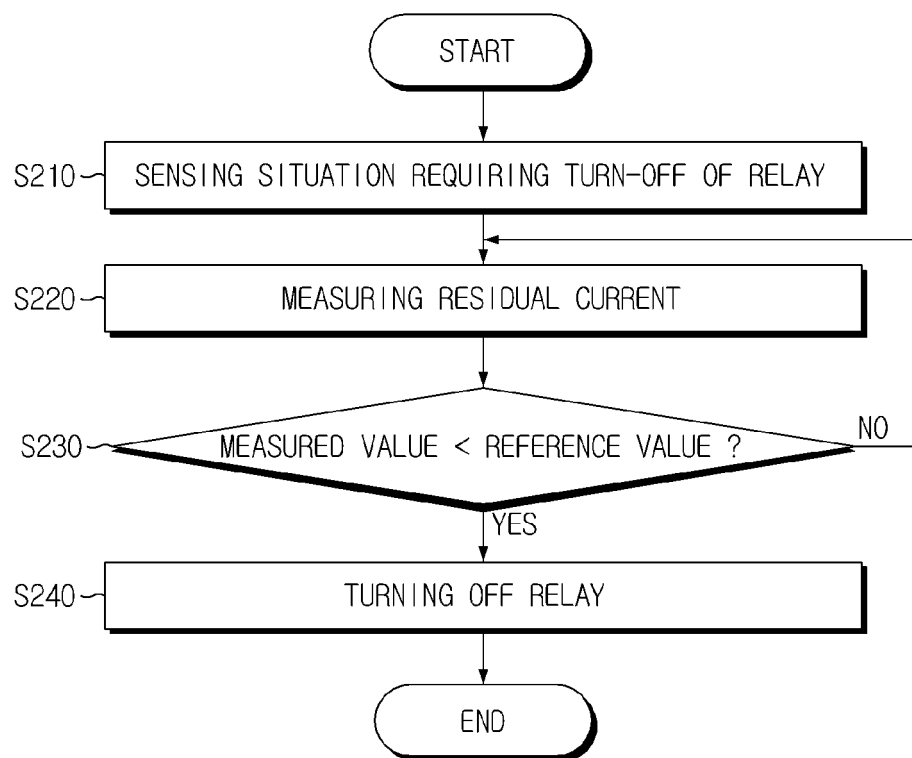 START
S210
SENSING SITUATION REQUIRING TURN-OFF OF RELAY
S220
MEASURING RESIDUAL CURRENT
S230
MEASURED VALUE < REFERENCE VALUE ?
NO
YES
S240
TURNING OFF RELAY
END